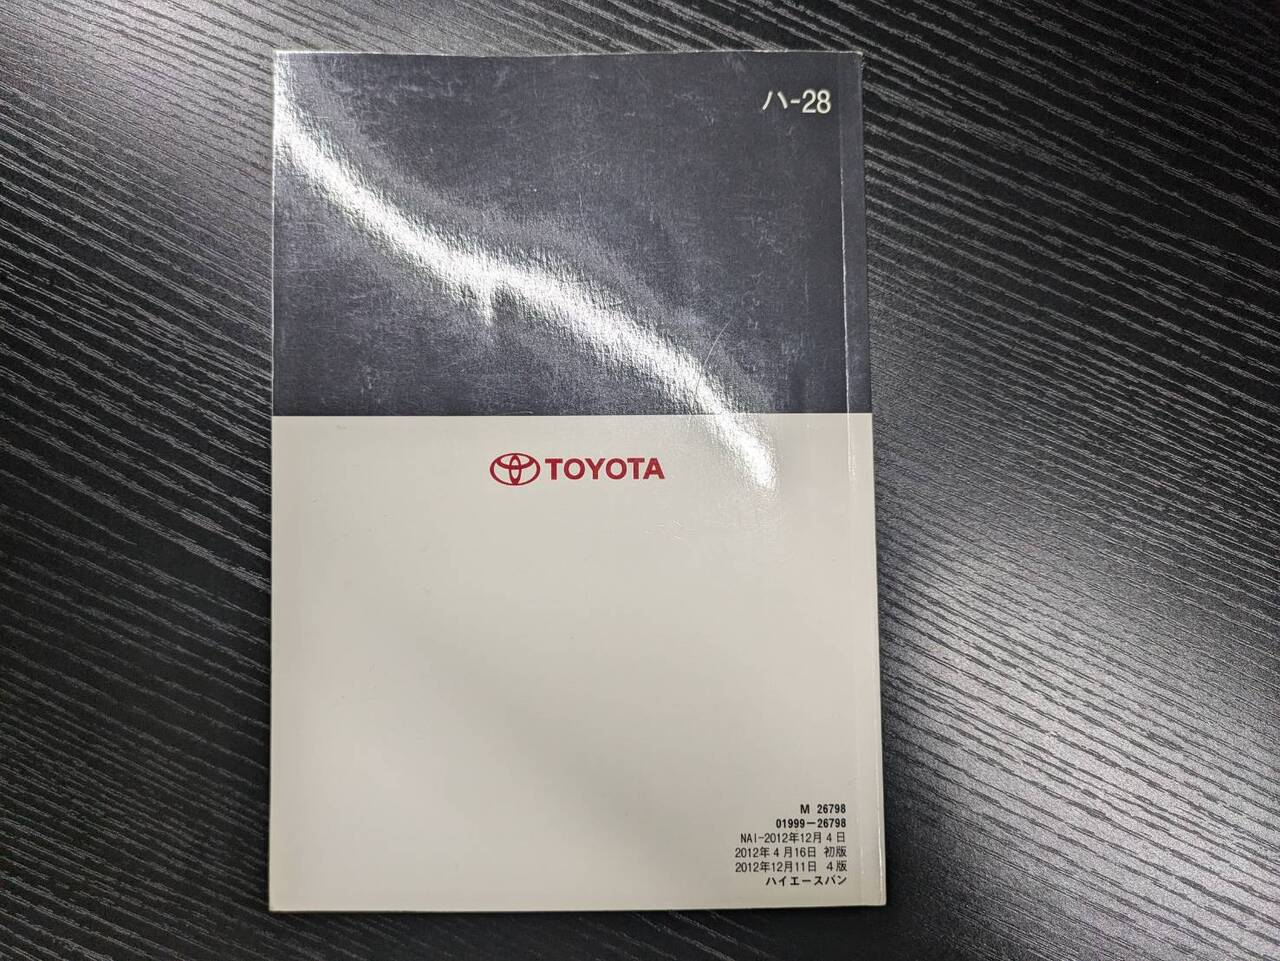 ハ-28
TOYOTA
M 26798
01999-26798
NAI-2012年12月4日
2012年4月16日 初版
2012年12月11日 4版
ハイエースバン